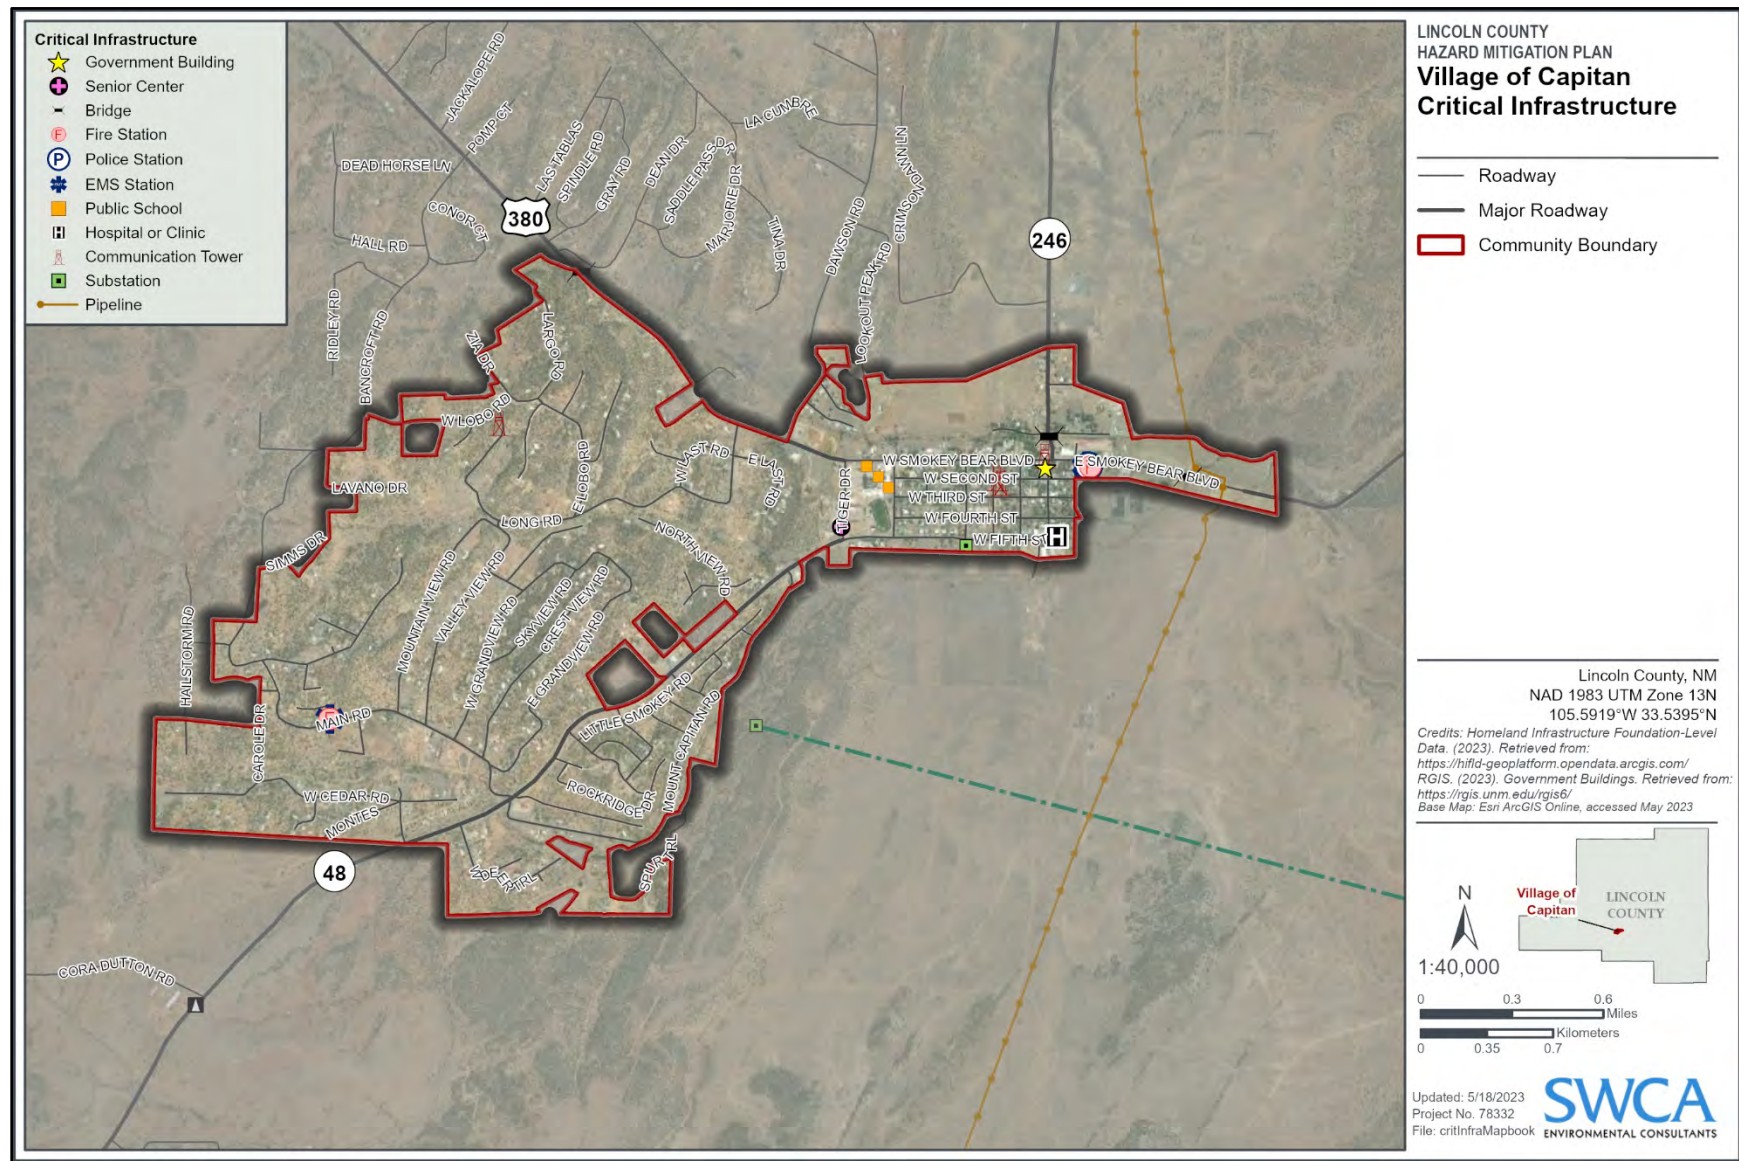 Critical Infrastructure
Government Building
Senior Center
Bridge
F Fire Station
P Police Station
EMS Station
Public School
H Hospital or Clinic
Communication Tower
Substation
Pipeline
LINCOLN COUNTY
HAZARD MITIGATION PLAN
Village of Capitan
Critical Infrastructure
Roadway
Major Roadway
Community Boundary
JACKALOPE RD
POMP CT
DEAD HORSE LN
LAS TABLAS
SPINDLE RD
GRAY RD
DEAN DR
SADDLE PASS DR
MARJORIE DR
LA CUMBRE
TINA DR
DAWSON RD
LOOKOUT PEAK RD
CRIMSON DAWN LN
CONOR CT
HALL RD
380
246
RIDLEY RD
BANCROFT RD
ZIA DR
LARGO RD
W LOBO RD
E LOBO RD
W LAST RD
E LAST RD
TIGER DR
W SMOKEY BEAR BLVD
E SMOKEY BEAR BLVD
W SECOND ST
W THIRD ST
W FOURTH ST
W FIFTH ST
H
LAVANO DR
LONG RD
NORTH VIEW RD
SIMMS DR
MOUNTAIN VIEW RD
VALLEY VIEW RD
W GRANDVIEW RD
SKYVIEW RD
CREST VIEW RD
E GRANDVIEW RD
HAILSTORM RD
CAROLE DR
MAIN RD
LITTLE SMOKEY RD
MOUNT CAPITAN RD
ROCKRIDGE DR
W CEDAR RD
MONTES
48
W DEER TRL
SPUR TRL
CORA DUTTON RD
Lincoln County, NM
NAD 1983 UTM Zone 13N
105.5919°W 33.5395°N
Credits: Homeland Infrastructure Foundation-Level
Data. (2023). Retrieved from:
https://hifld-geoplatform.opendata.arcgis.com/
RGIS. (2023). Government Buildings. Retrieved from:
https://rgis.unm.edu/rgis6/
Base Map: Esri ArcGIS Online, accessed May 2023
Village of
Capitan
LINCOLN
COUNTY
N
1:40,000
0 0.3 0.6
Miles
Kilometers
0 0.35 0.7
Updated: 5/18/2023
Project No. 78332
File: critInfraMapbook
SWCA
ENVIRONMENTAL CONSULTANTS